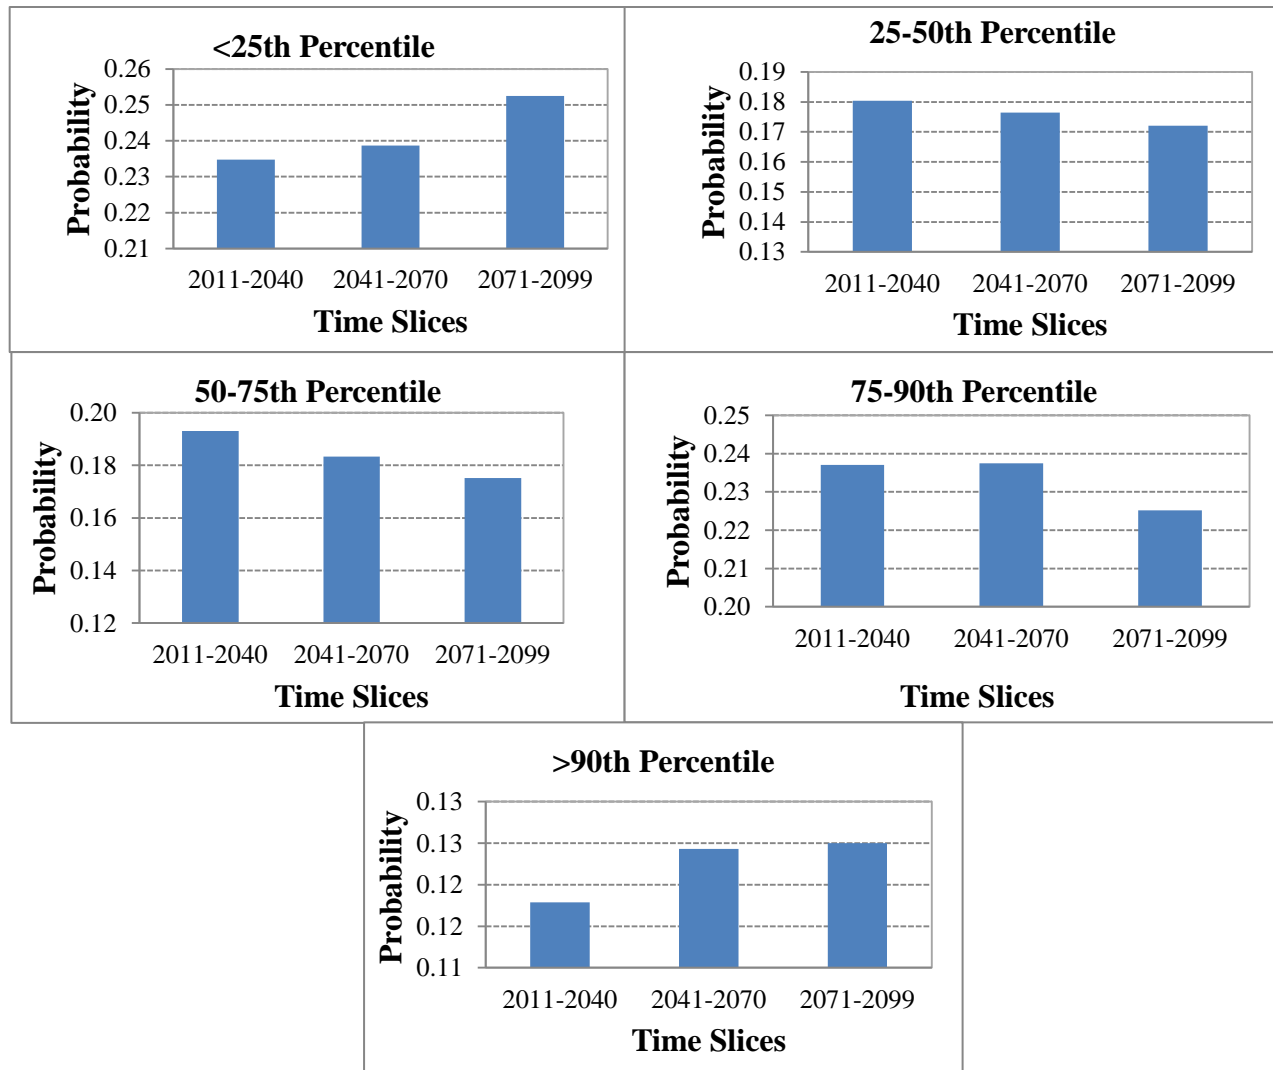 <25th Percentile
Probability
0.26
0.25
0.24
0.23
0.22
0.21
2011-2040 2041-2070 2071-2099
Time Slices
25-50th Percentile
Probability
0.19
0.18
0.17
0.16
0.15
0.14
0.13
2011-2040 2041-2070 2071-2099
Time Slices
50-75th Percentile
Probability
0.20
0.18
0.16
0.14
0.12
2011-2040 2041-2070 2071-2099
Time Slices
75-90th Percentile
Probability
0.25
0.24
0.23
0.22
0.21
0.20
2011-2040 2041-2070 2071-2099
Time Slices
>90th Percentile
Probability
0.13
0.13
0.12
0.12
0.11
2011-2040 2041-2070 2071-2099
Time Slices